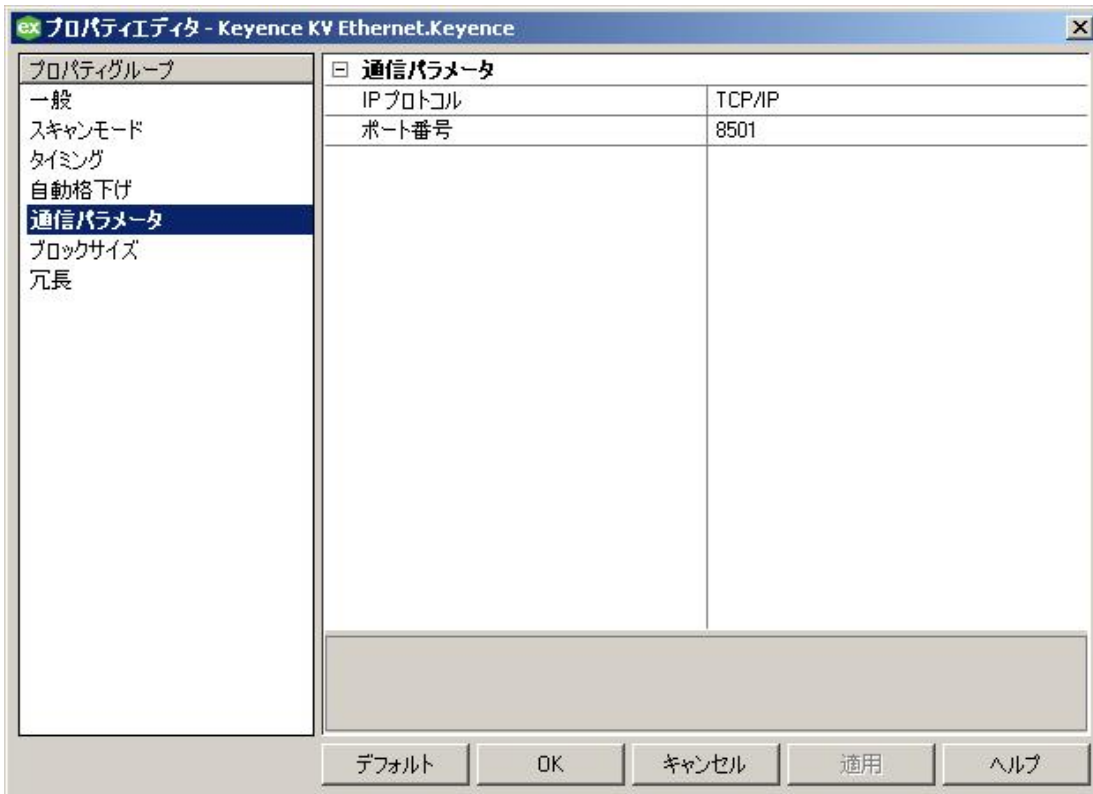 ex プロパティエディタ - Keyence KV Ethernet.Keyence
プロパティグループ
一般
スキャンモード
タイミング
自動格下げ
通信パラメータ
ブロックサイズ
冗長
通信パラメータ
IP プロトコル TCP/IP
ポート番号 8501
デフォルト OK キャンセル 適用 ヘルプ